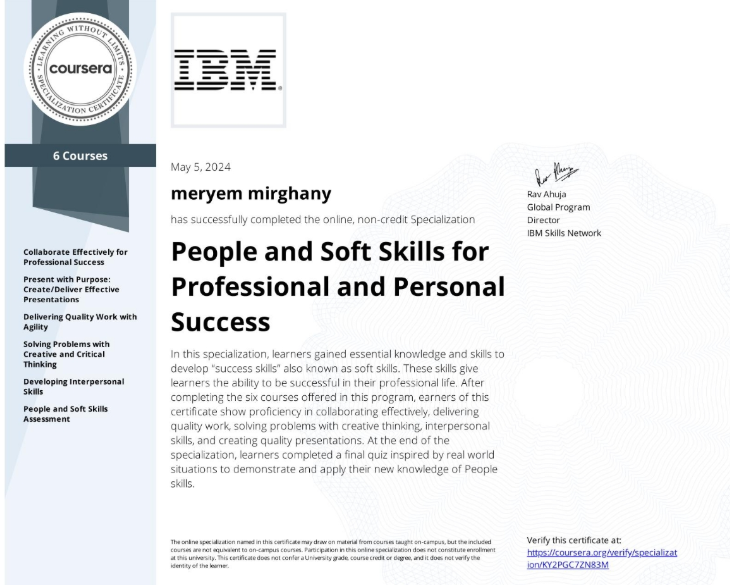 LEARNING WITHOUT LIMITS
coursera
SPECIALIZATION CERTIFICATE
6 Courses
Collaborate Effectively for
Professional Success
Present with Purpose:
Create/Deliver Effective
Presentations
Delivering Quality Work with
Agility
Solving Problems with
Creative and Critical
Thinking
Developing Interpersonal
Skills
People and Soft Skills
Assessment
IBM®
May 5, 2024
meryem mirghany
has successfully completed the online, non-credit Specialization
People and Soft Skills for
Professional and Personal
Success
In this specialization, learners gained essential knowledge and skills to
develop “success skills” also known as soft skills. These skills give
learners the ability to be successful in their professional life. After
completing the six courses offered in this program, earners of this
certificate show proficiency in collaborating effectively, delivering
quality work, solving problems with creative thinking, interpersonal
skills, and creating quality presentations. At the end of the
specialization, learners completed a final quiz inspired by real world
situations to demonstrate and apply their new knowledge of People
skills.
Rav Ahuja
Global Program
Director
IBM Skills Network
The online specialization named in this certificate may draw on material from courses taught on-campus, but the included
courses are not equivalent to on-campus courses. Participation in this online specialization does not constitute enrollment
at this university. This certificate does not confer a University grade, course credit or degree, and it does not verify the
identity of the learner.
Verify this certificate at:
https://coursera.org/verify/specializat
ion/KY2PGC7ZN83M